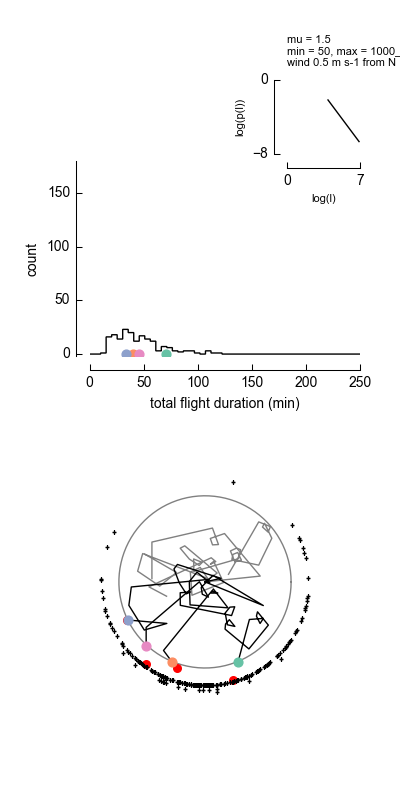 mu = 1.5
min = 50, max = 1000_
wind 0.5 m s-1 from N
0
log(p(l))
−8
0 7
log(l)
150
count
100
50
0
0 50 100 150 200 250
total flight duration (min)